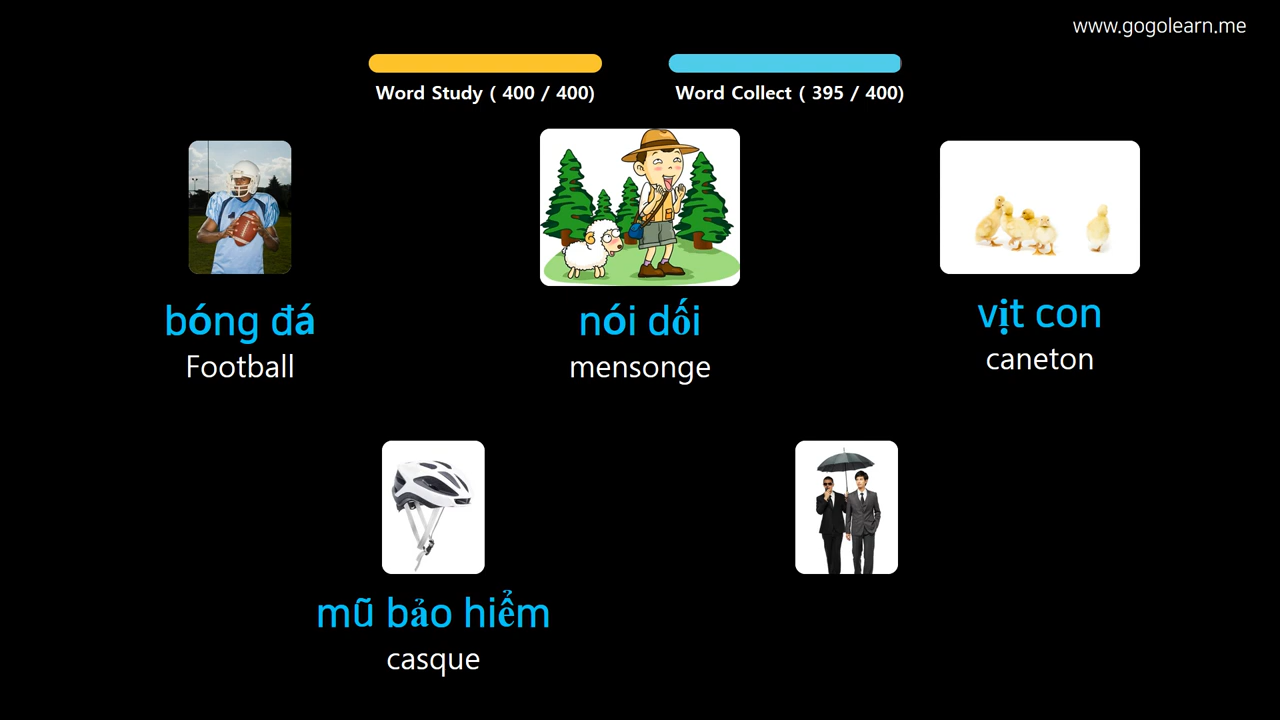 www.gogolearn.me
Word Study ( 400 / 400)
Word Collect ( 395 / 400)
bóng đá
Football
nói dối
mensonge
vịt con
caneton
mũ bảo hiểm
casque